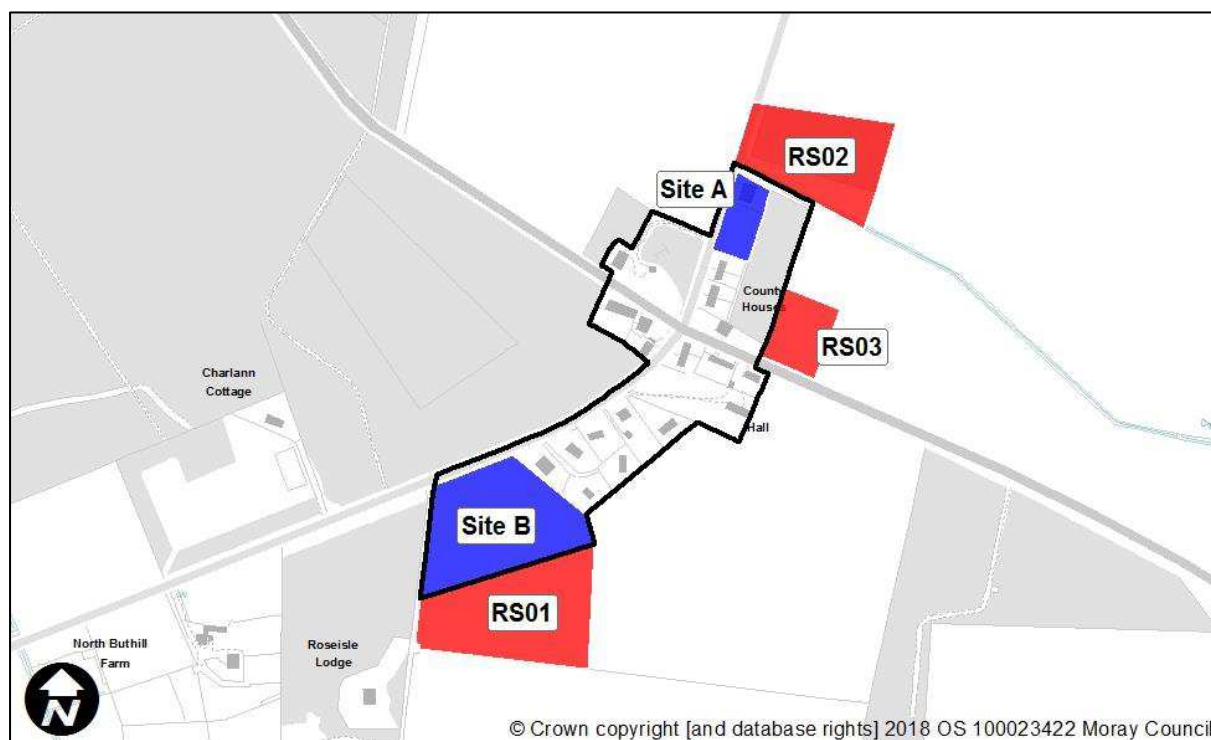 RS02
Site A
County
Houses
RS03
Charlann
Cottage
Hall
Site B
RS01
North Buthill
Farm
Roseisle
Lodge
N
© Crown copyright [and database rights] 2018 OS 100023422 Moray Council